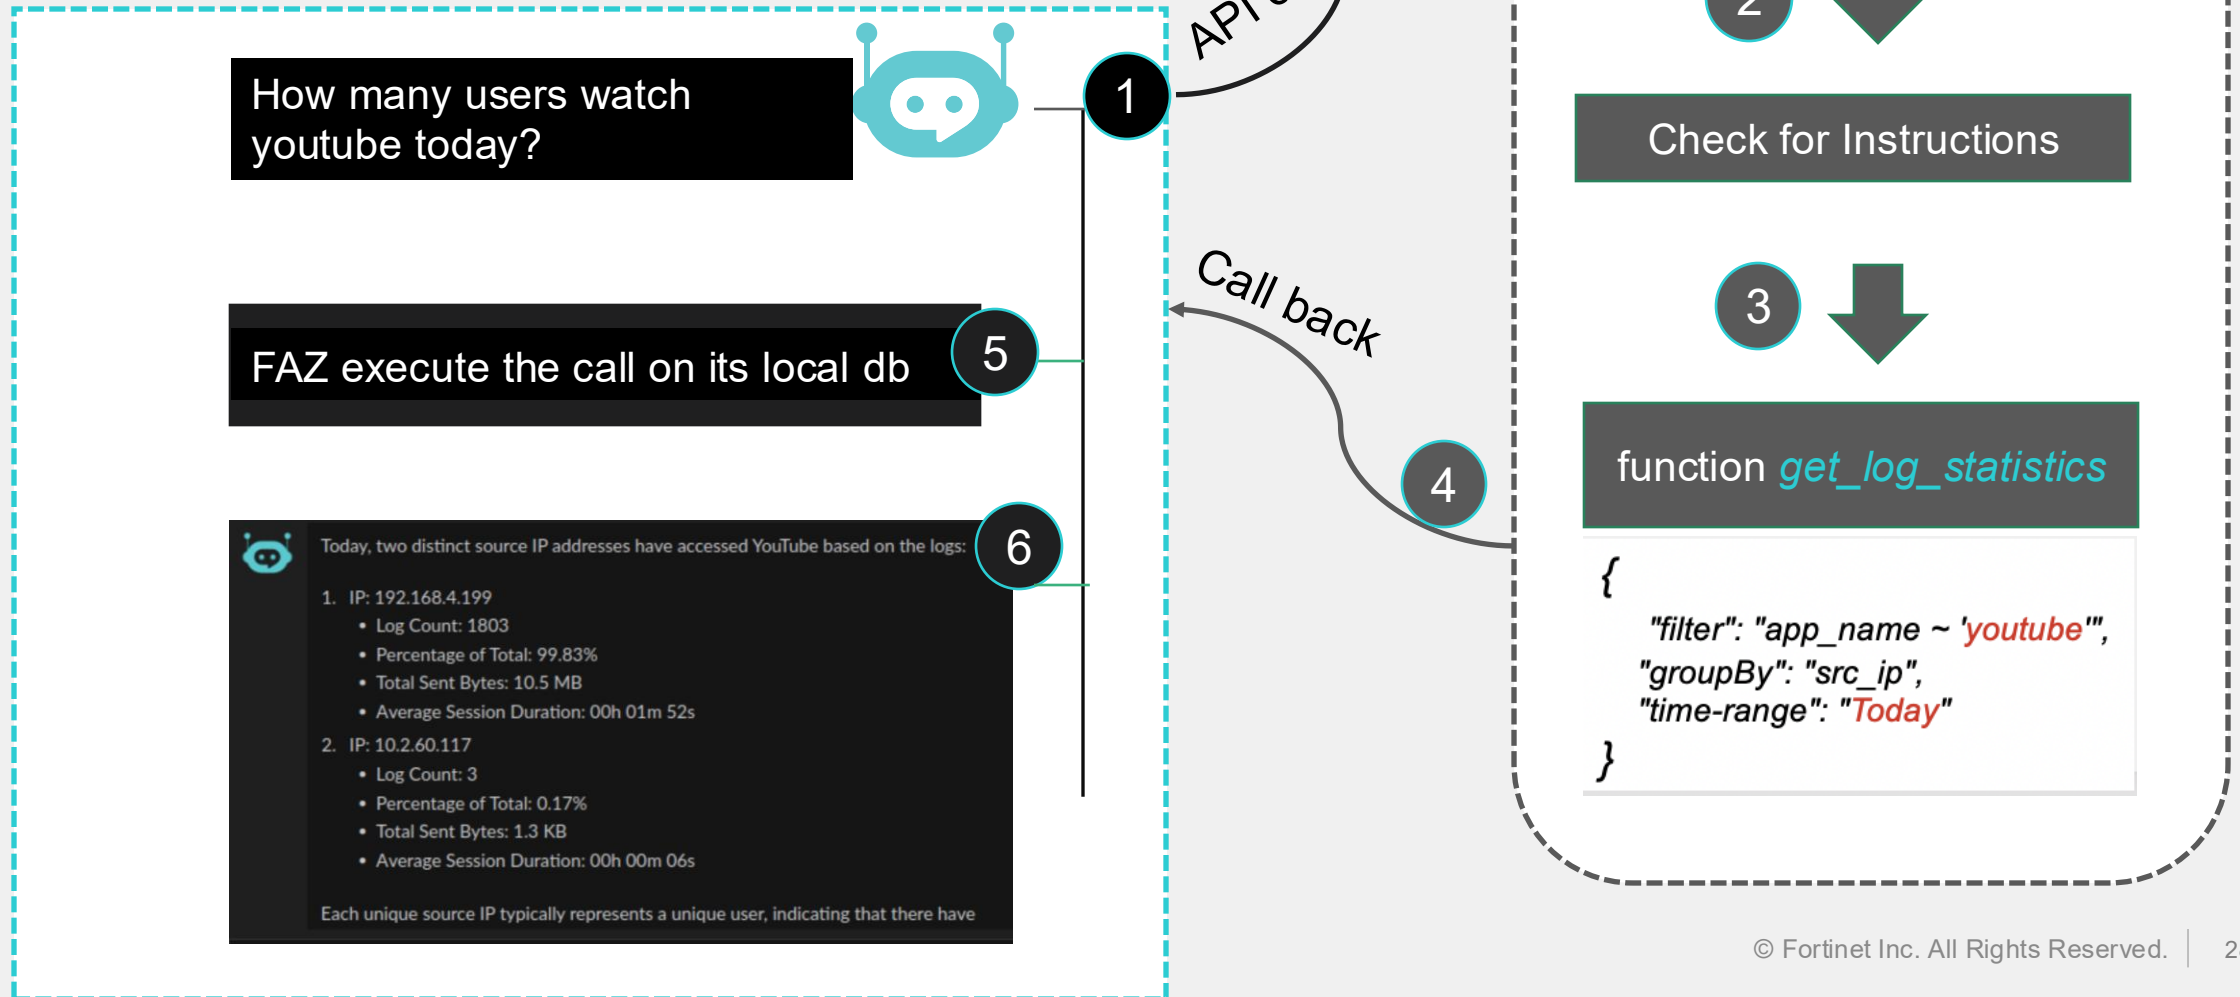 How many users watch
youtube today?
1
API
FAZ execute the call on its local db
5
6
Today, two distinct source IP addresses have accessed YouTube based on the logs:
1. IP: 192.168.4.199
• Log Count: 1803
• Percentage of Total: 99.83%
• Total Sent Bytes: 10.5 MB
• Average Session Duration: 00h 01m 52s
2. IP: 10.2.60.117
• Log Count: 3
• Percentage of Total: 0.17%
• Total Sent Bytes: 1.3 KB
• Average Session Duration: 00h 00m 06s
Each unique source IP typically represents a unique user, indicating that there have
Call back
4
2
Check for Instructions
3
function get_log_statistics
{
"filter": "app_name ~ 'youtube'",
"groupBy": "src_ip",
"time-range": "Today"
}
© Fortinet Inc. All Rights Reserved.